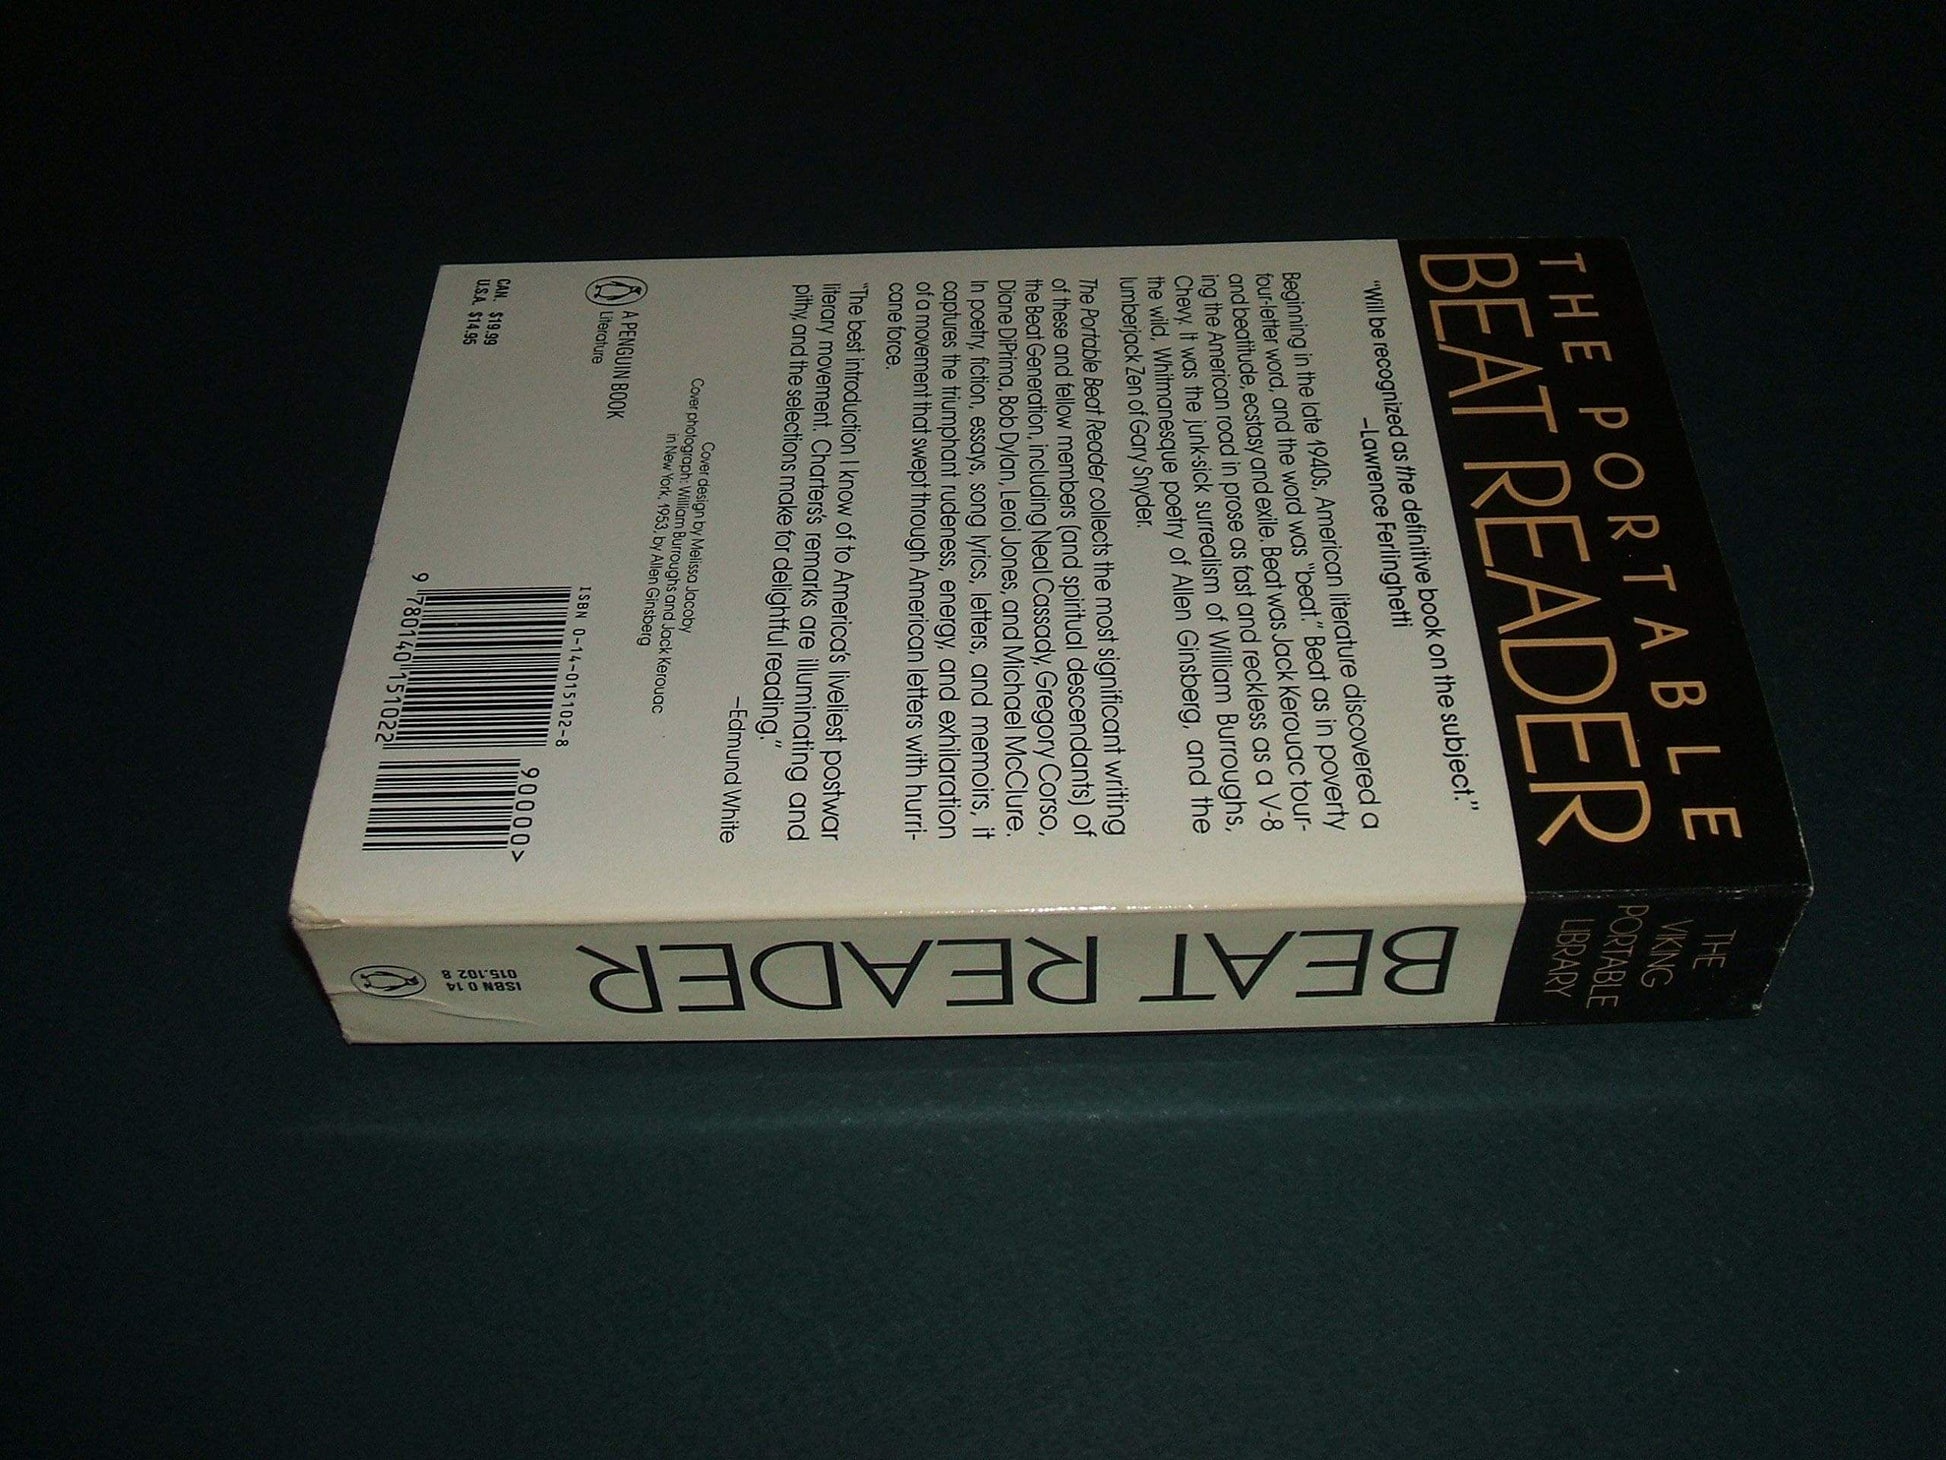 THE PORTABLE
BEAT READER
"Will be recognized as the definitive book on the subject."
—Lawrence Ferlinghetti
Beginning in the late 1940s, American literature discovered a
four-letter word, and the word was "beat." Beat as in poverty
and beatitude, ecstasy and exile. Beat was Jack Kerouac tour-
ing the American road in prose as fast and reckless as a V-8
Chevy. It was the junk-sick surrealism of William Burroughs,
the wild, Whitmanesque poetry of Allen Ginsberg, and the
lumberjack Zen of Gary Snyder.
The Portable Beat Reader collects the most significant writing
of these and fellow members (and spiritual descendants) of
the Beat Generation, including Neal Cassady, Gregory Corso,
Diane DiPrima, Bob Dylan, Leroi Jones, and Michael McClure.
In poetry, fiction, essays, song lyrics, letters, and memoirs, it
captures the triumphant rudeness, energy, and exhilaration
of a movement that swept through American letters with hurri-
cane force.
"The best introduction I know of to America's liveliest postwar
literary movement. Charters's remarks are illuminating and
pithy, and the selections make for delightful reading."
—Edmund White
Cover design by Melissa Jacoby
Cover photograph: William Burroughs and Jack Kerouac
in New York, 1953, by Allen Ginsberg
A PENGUIN BOOK
Literature
CAN. $19.99
U.S.A. $14.95
ISBN 0-14-015102-8
90000>
9 780140 151022
THE
VIKING
PORTABLE
LIBRARY
BEAT READER
ISBN 0 14
015.102 8